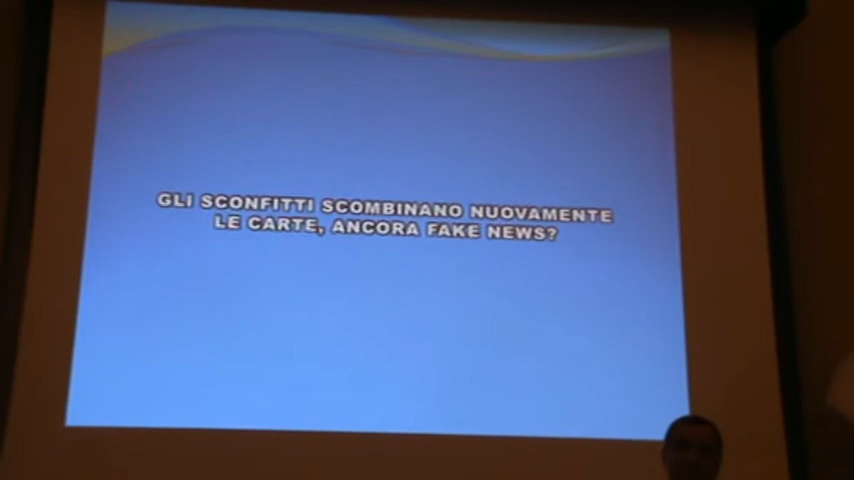 GLI SCONFITTI SCOMBINANO NUOVAMENTE
LE CARTE, ANCORA FAKE NEWS?